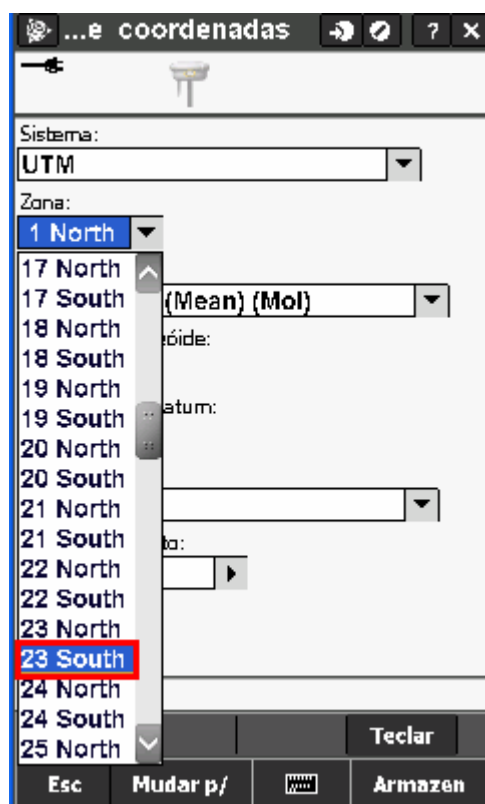 ...e coordenadas ? X
Sistema:
UTM
Zona:
1 North
17 North
17 South (Mean) (Mol)
18 North óide:
18 South
19 North
19 South atum:
20 North
20 South
21 North
21 South to:
22 North
22 South
23 North
23 South
24 North
24 South
25 North Teclar
Esc Mudar p/ Armazen